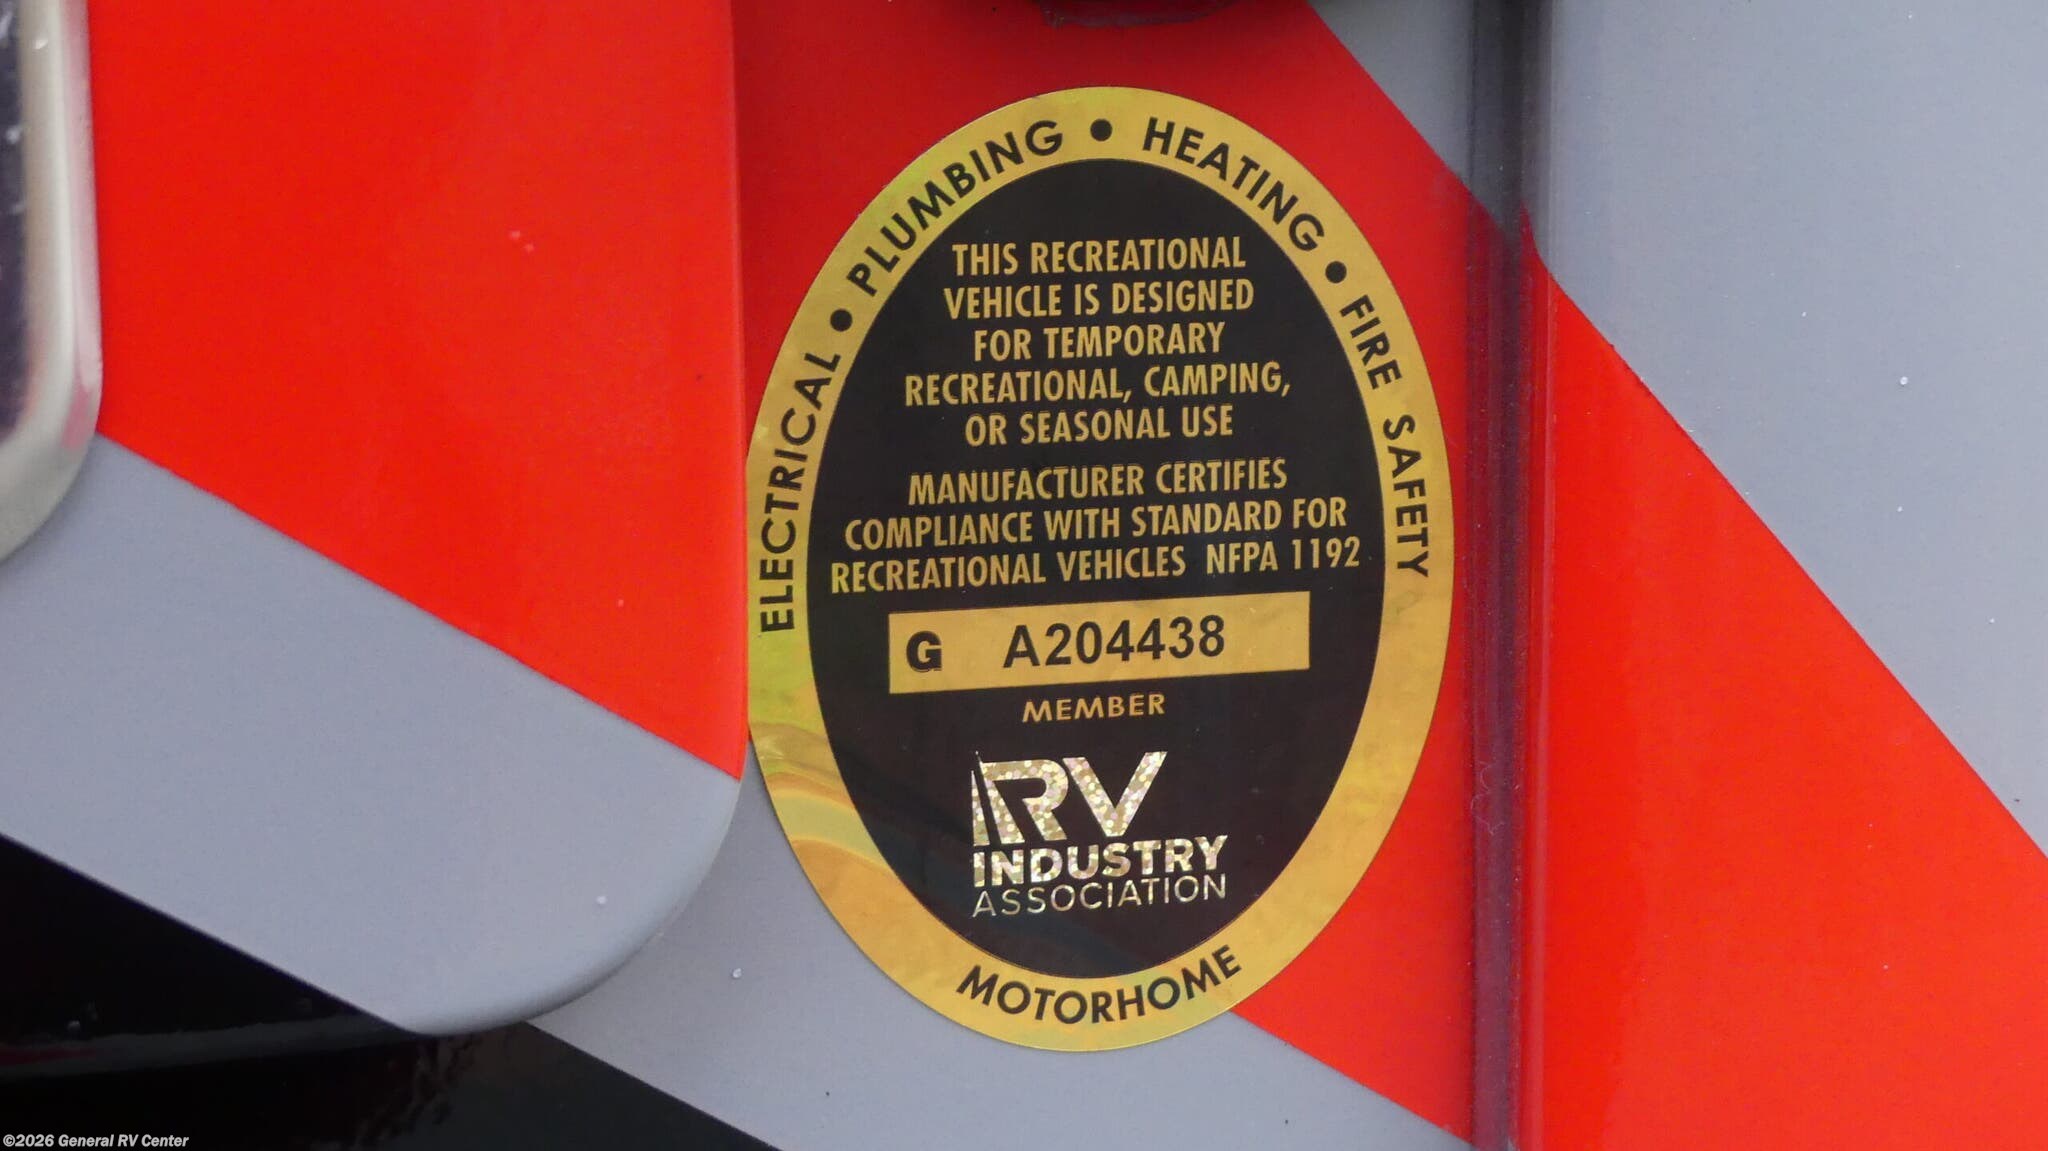 ELECTRICAL • PLUMBING • HEATING • FIRE SAFETY
THIS RECREATIONAL
VEHICLE IS DESIGNED
FOR TEMPORARY
RECREATIONAL, CAMPING,
OR SEASONAL USE
MANUFACTURER CERTIFIES
COMPLIANCE WITH STANDARD FOR
RECREATIONAL VEHICLES NFPA 1192
G A204438
MEMBER
RV
INDUSTRY
ASSOCIATION
MOTORHOME
©2026 General RV Center